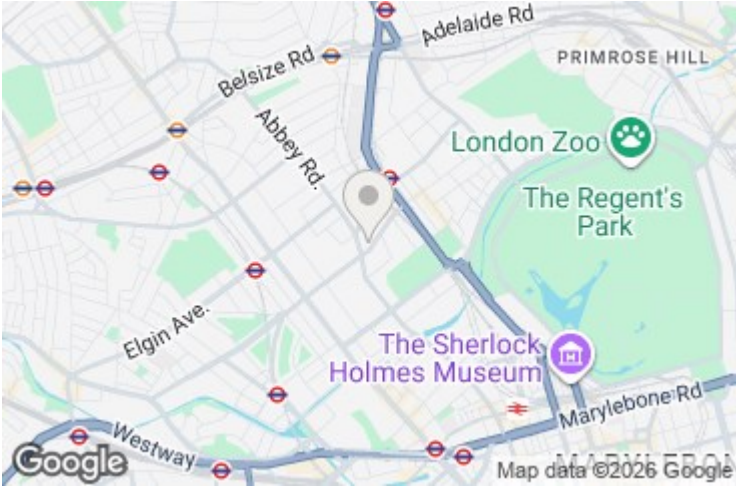 Adelaide Rd
PRIMROSE HILL
Belsize Rd
Abbey Rd.
London Zoo
The Regent's
Park
Elgin Ave.
The Sherlock
Holmes Museum
Marylebone Rd
Westway
MARYLEBON
Google
Map data ©2026 Google